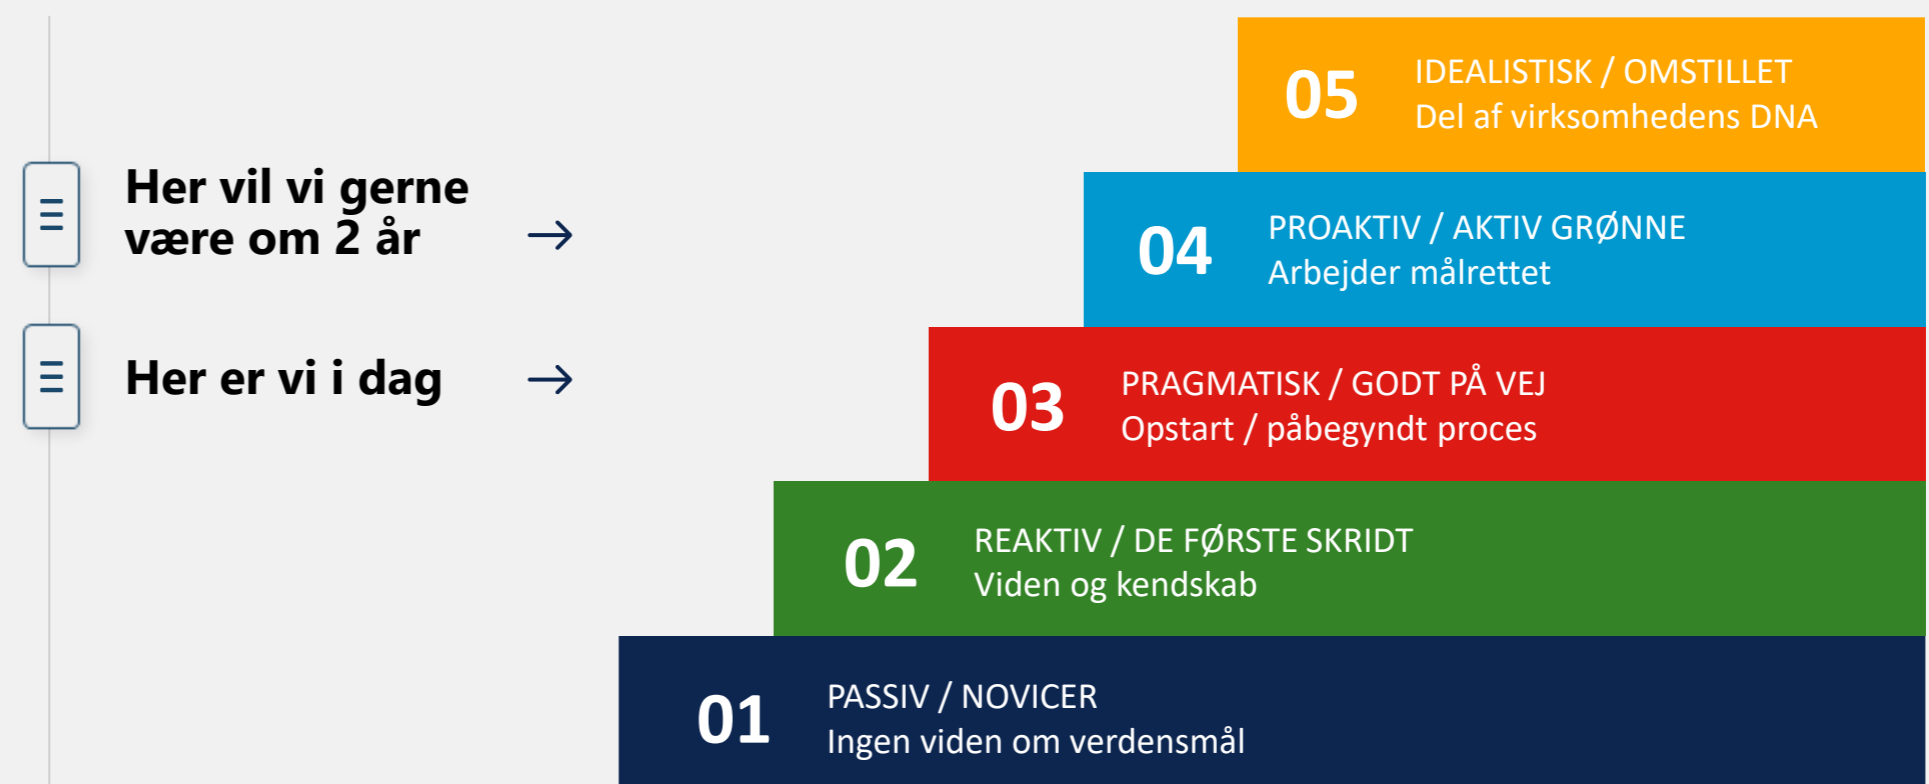 05
IDEALISTISK / OMSTILLET
Del af virksomhedens DNA
Her vil vi gerne
være om 2 år →
04
PROAKTIV / AKTIV GRØNNE
Arbejder målrettet
Her er vi i dag →
03
PRAGMATISK / GODT PÅ VEJ
Opstart / påbegyndt proces
02
REAKTIV / DE FØRSTE SKRIDT
Viden og kendskab
01
PASSIV / NOVICER
Ingen viden om verdensmål